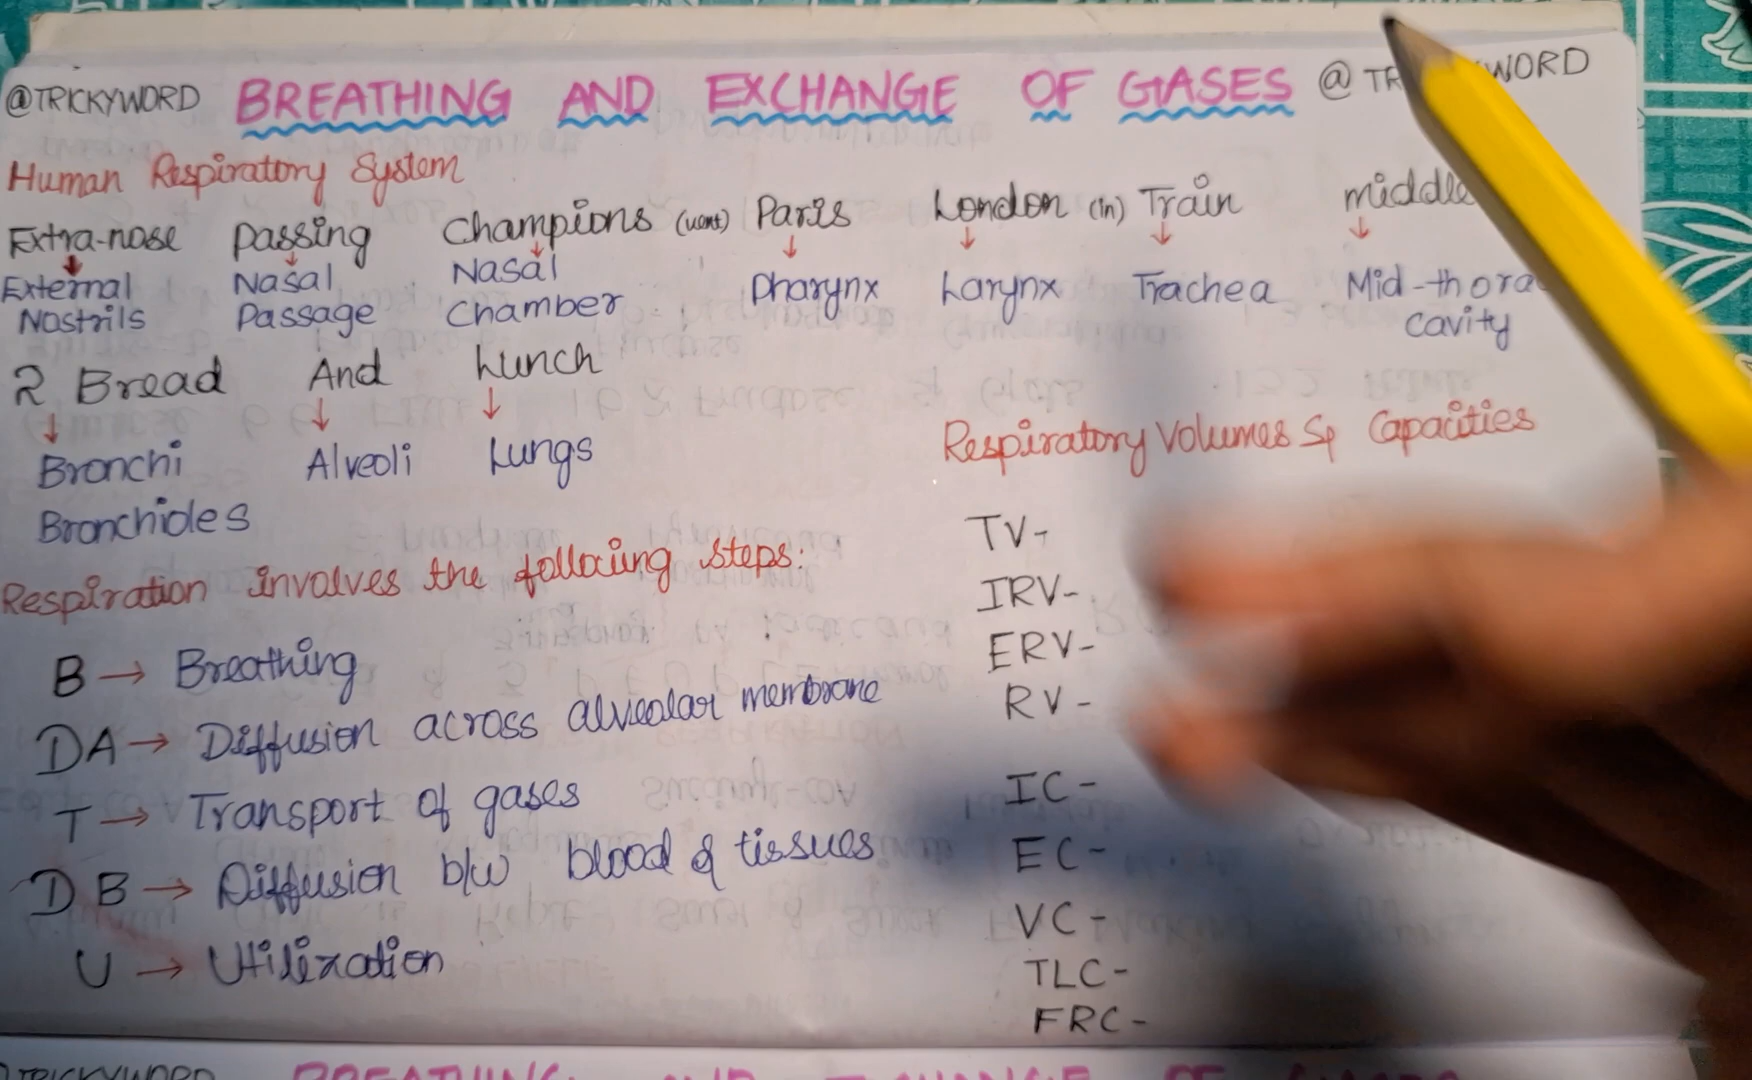 @TRICKYWORD BREATHING AND EXCHANGE OF GASES @ TR WORD
Human Respiratory System
Extra-nose Passing Champions (want) Paris London (in) Train middle
External Nasal Nasal Pharynx Larynx Trachea Mid-thora
Nostrils Passage Chamber cavity
2 Bread And Lunch
Bronchi Alveoli Lungs
Bronchioles
Respiratory Volumes & Capacities
Respiration involves the following steps:
B → Breathing
DA → Diffusion across alveolar membrane
T → Transport of gases
DB → Diffusion b/w blood & tissues
U → Utilization
TV-
IRV-
ERV-
RV-
IC-
EC-
VC-
TLC-
FRC-